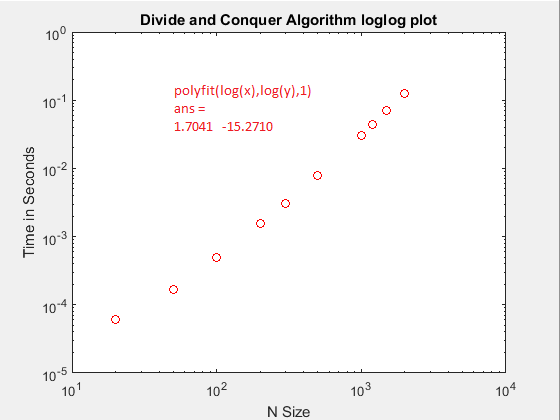 Divide and Conquer Algorithm loglog plot
polyfit(log(x),log(y),1)
ans =
1.7041 -15.2710
Time in Seconds
10^0
10^-1
10^-2
10^-3
10^-4
10^-5
10^1 10^2 10^3 10^4
N Size